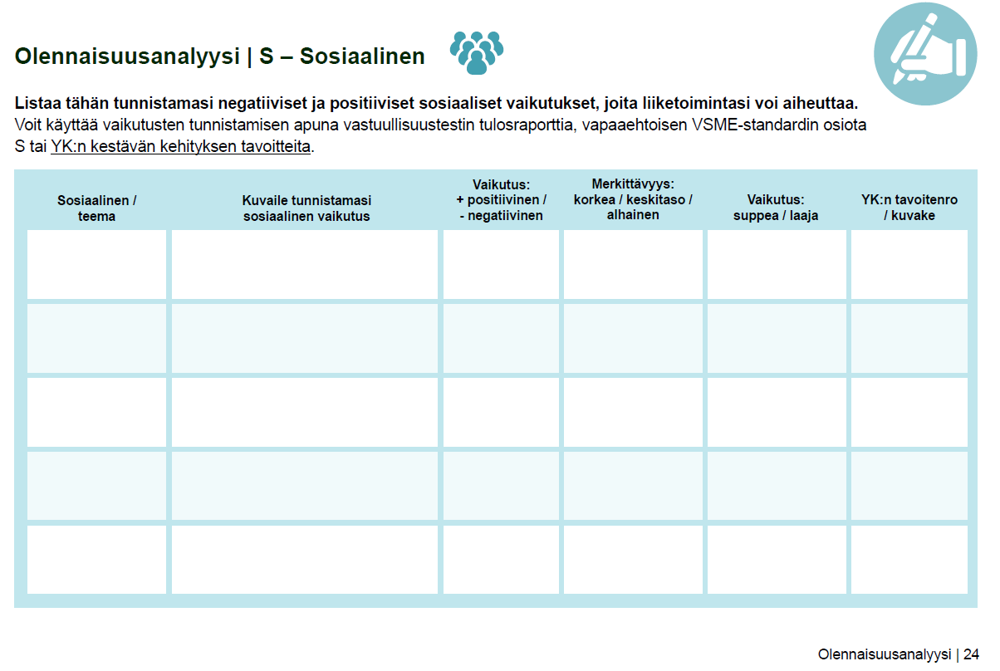 Olennaisuusanalyysi | S – Sosiaalinen
Listaa tähän tunnistamasi negatiiviset ja positiiviset sosiaaliset vaikutukset, joita liiketoimintasi voi aiheuttaa.
Voit käyttää vaikutusten tunnistamisen apuna vastuullisuustestin tulosraporttia, vapaaehtoisen VSME-standardin osiota
S tai YK:n kestävän kehityksen tavoitteita.
Sosiaalinen /
teema
Kuvaile tunnistamasi
sosiaalinen vaikutus
Vaikutus:
+ positiivinen /
- negatiivinen
Merkittävyys:
korkea / keskitaso /
alhainen
Vaikutus:
suppea / laaja
YK:n tavoitenro
/ kuvake
Olennaisuusanalyysi | 24